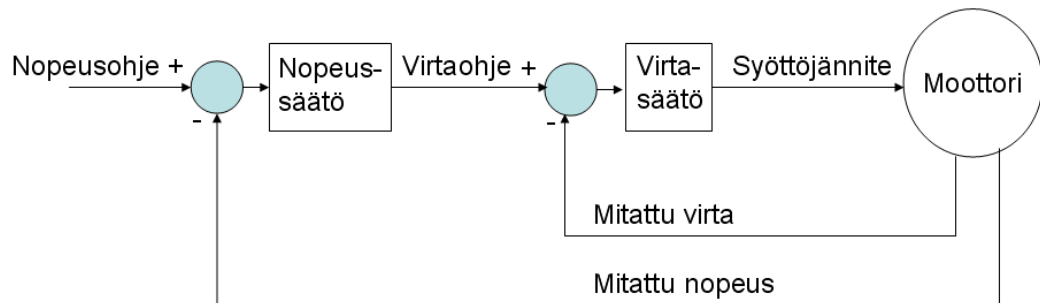 Nopeusohje +
-
Nopeus-
säätö
Virtaohje +
-
Virta-
säätö
Syöttöjännite
Moottori
Mitattu virta
Mitattu nopeus